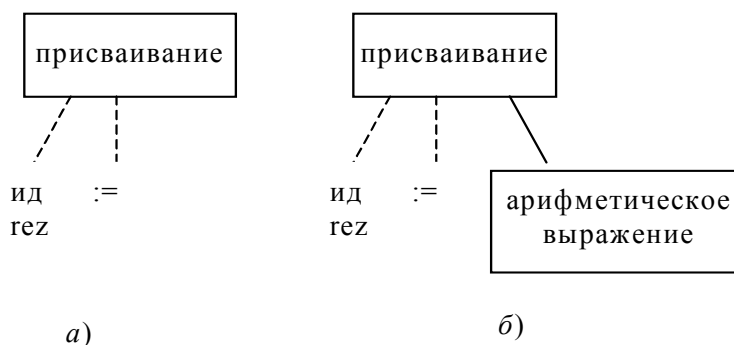 присваивание присваивание
ид := ид :=
rez rez
арифметическое
выражение
а) б)